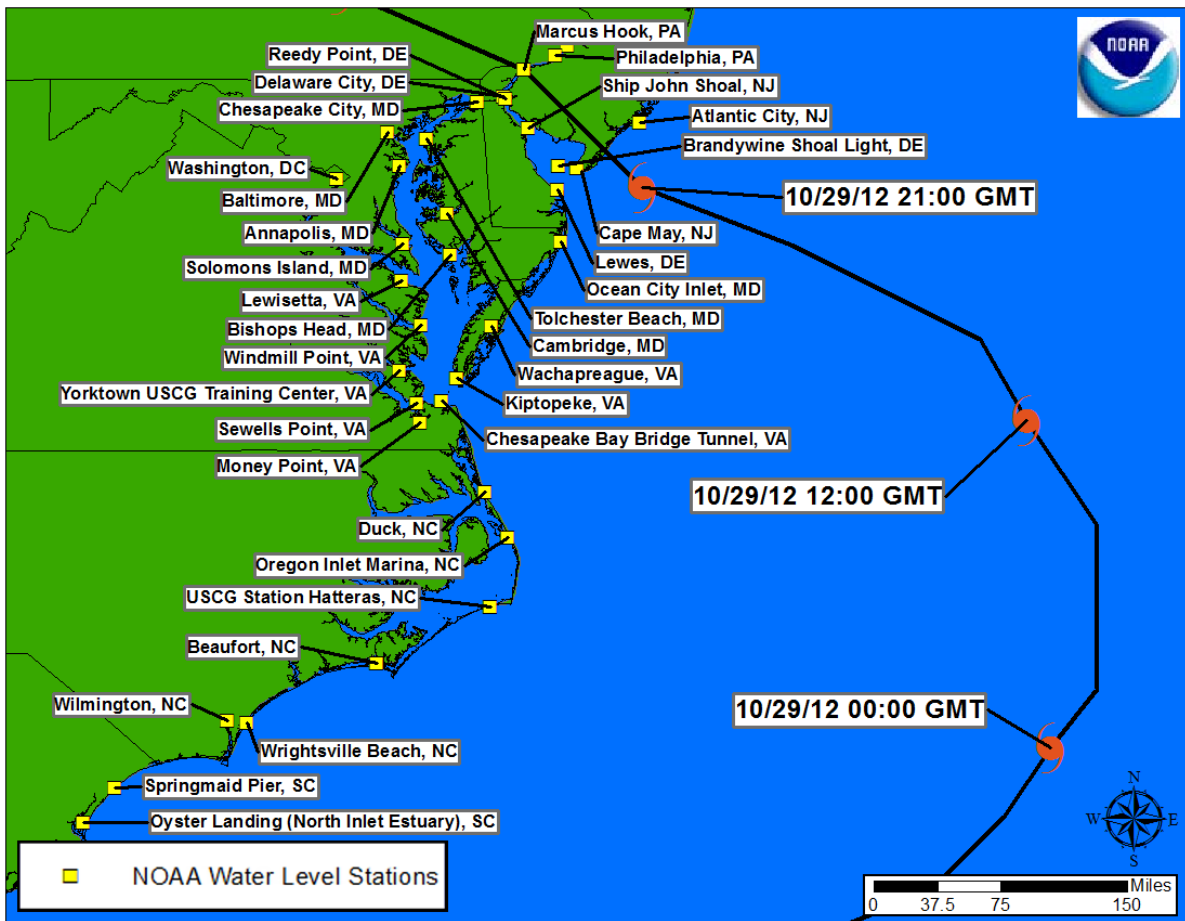 Marcus Hook, PA
Reedy Point, DE
Philadelphia, PA
Delaware City, DE
Ship John Shoal, NJ
Chesapeake City, MD
Atlantic City, NJ
Brandywine Shoal Light, DE
Washington, DC
10/29/12 21:00 GMT
Baltimore, MD
Annapolis, MD
Cape May, NJ
Solomons Island, MD
Lewes, DE
Ocean City Inlet, MD
Lewisetta, VA
Tolchester Beach, MD
Bishops Head, MD
Cambridge, MD
Windmill Point, VA
Wachapreague, VA
Yorktown USCG Training Center, VA
Kiptopeke, VA
Sewells Point, VA
Chesapeake Bay Bridge Tunnel, VA
Money Point, VA
10/29/12 12:00 GMT
Duck, NC
Oregon Inlet Marina, NC
USCG Station Hatteras, NC
Beaufort, NC
Wilmington, NC
10/29/12 00:00 GMT
Wrightsville Beach, NC
Springmaid Pier, SC
Oyster Landing (North Inlet Estuary), SC
NOAA Water Level Stations
NOAA
N
W E
S
Miles
0 37.5 75 150